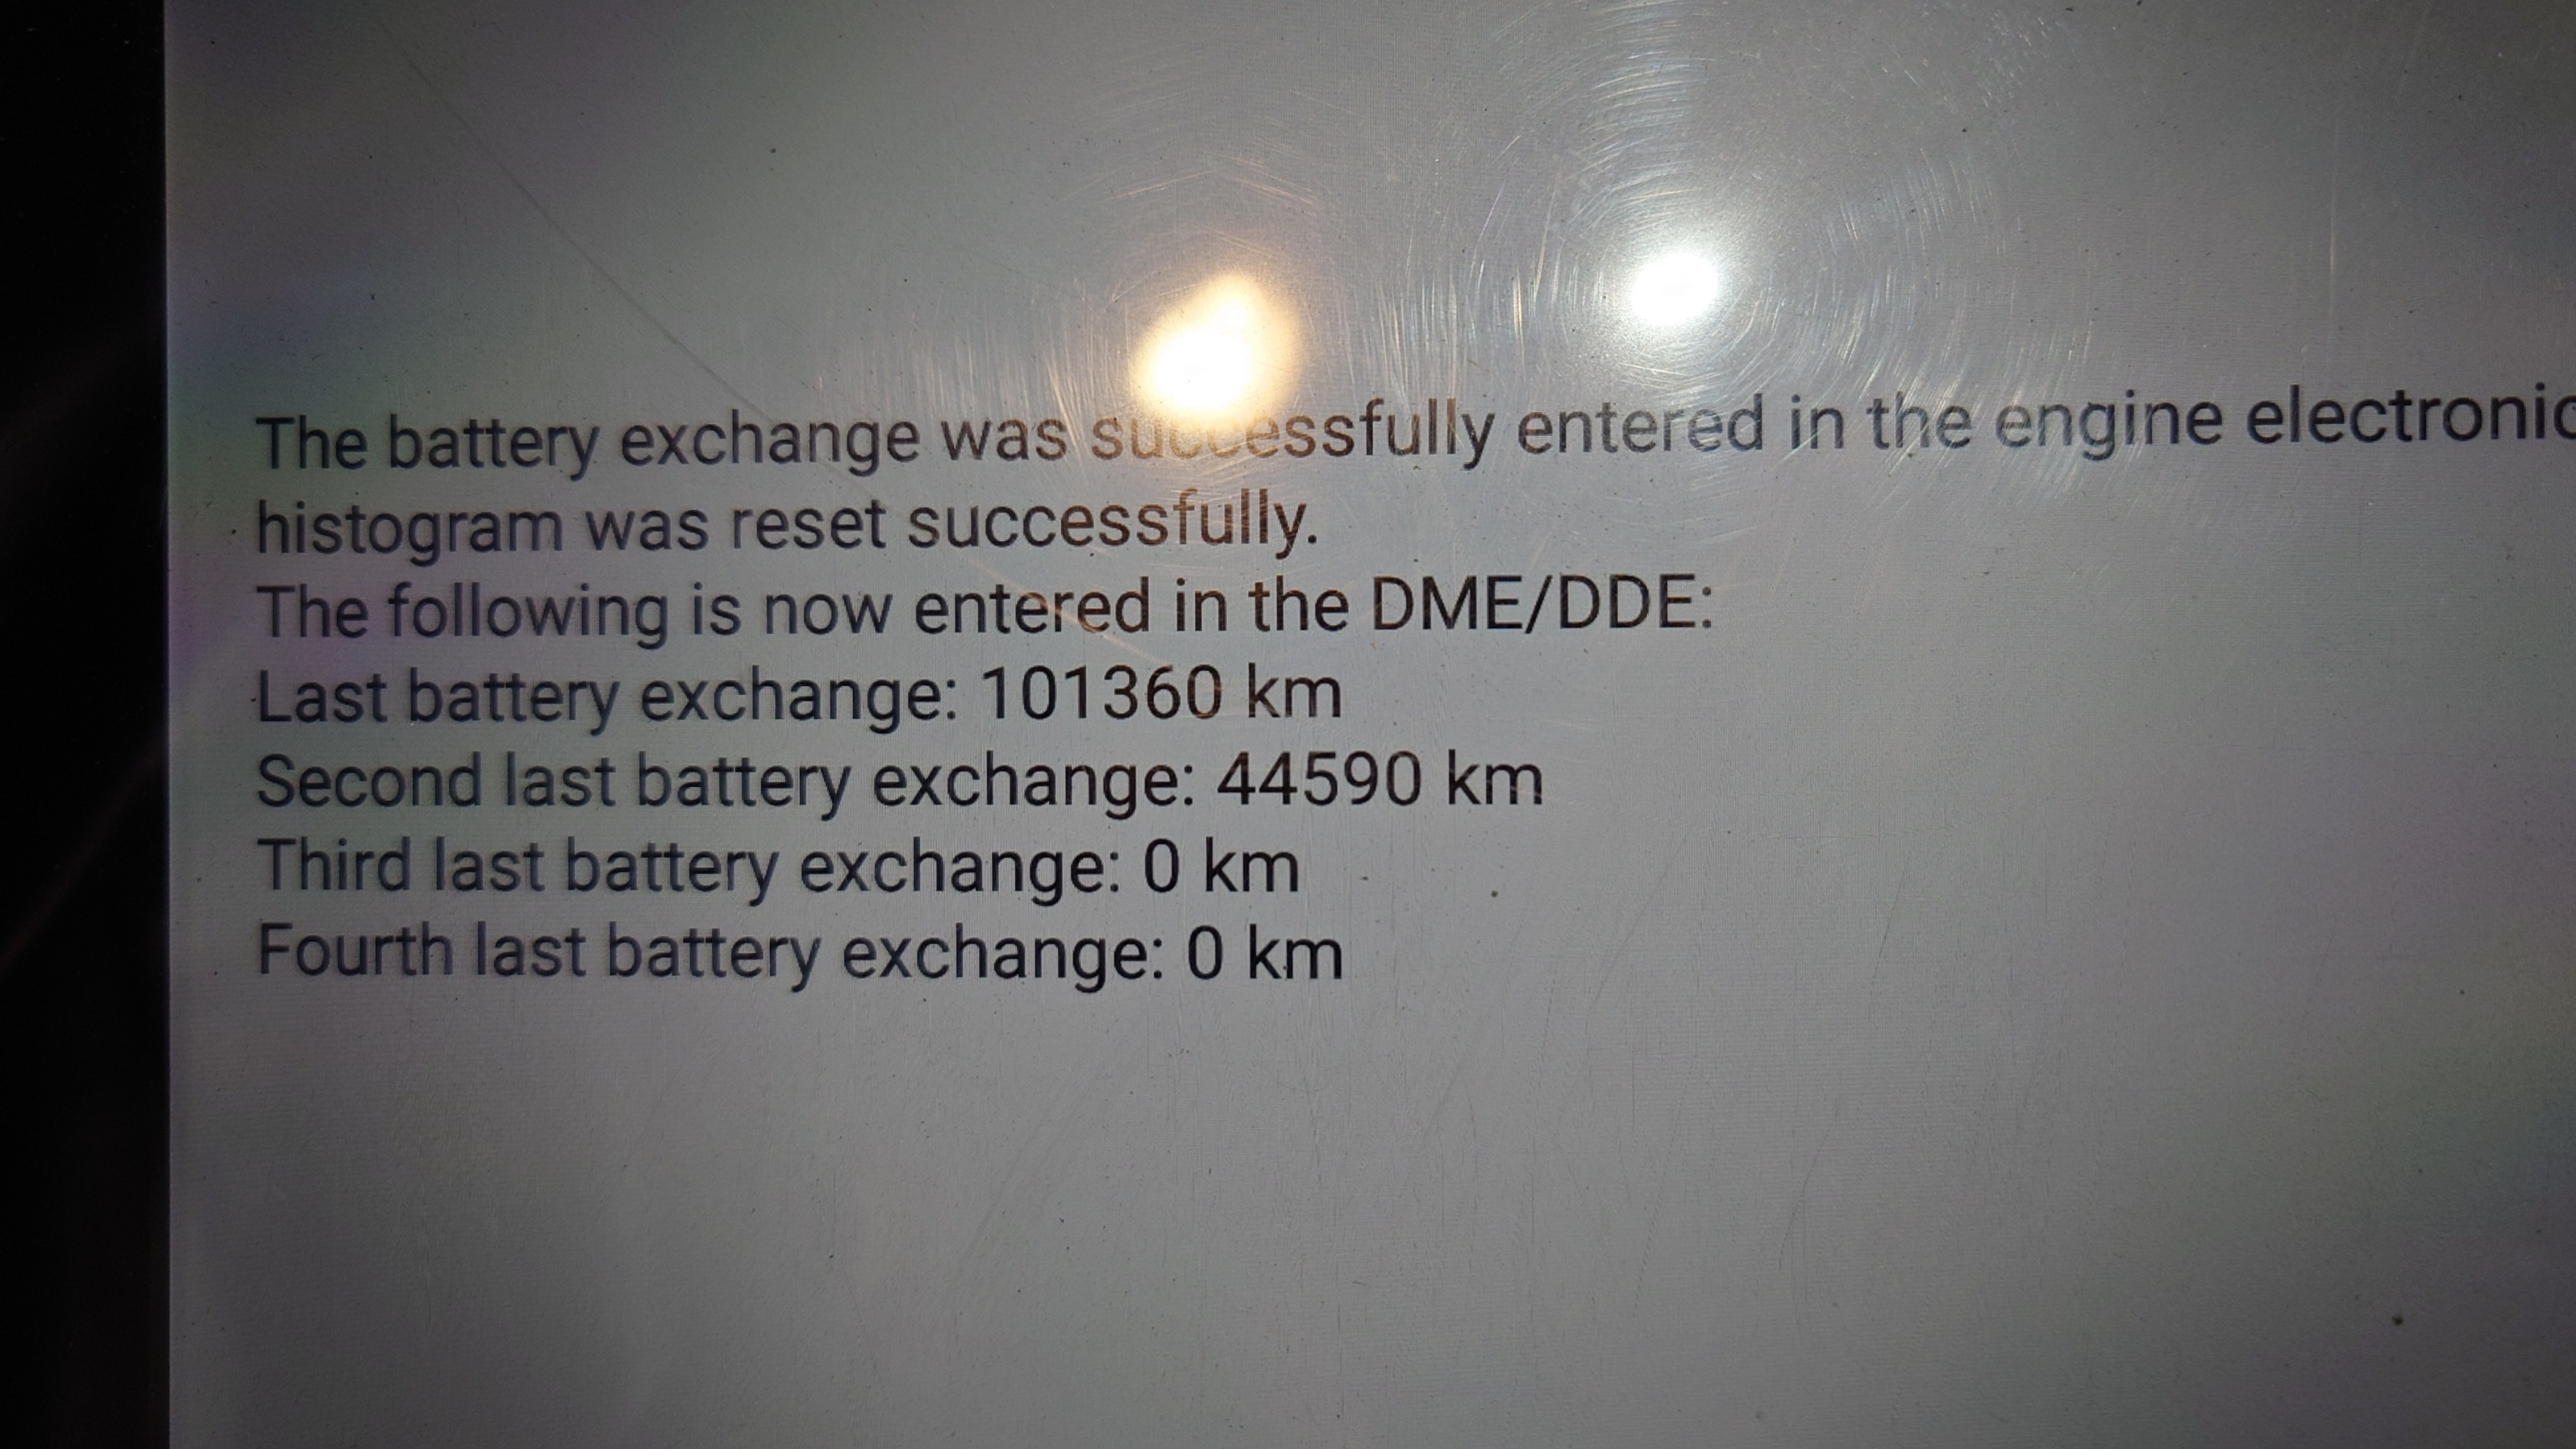 The battery exchange was successfully entered in the engine electronic
histogram was reset successfully.
The following is now entered in the DME/DDE:
Last battery exchange: 101360 km
Second last battery exchange: 44590 km
Third last battery exchange: 0 km
Fourth last battery exchange: 0 km